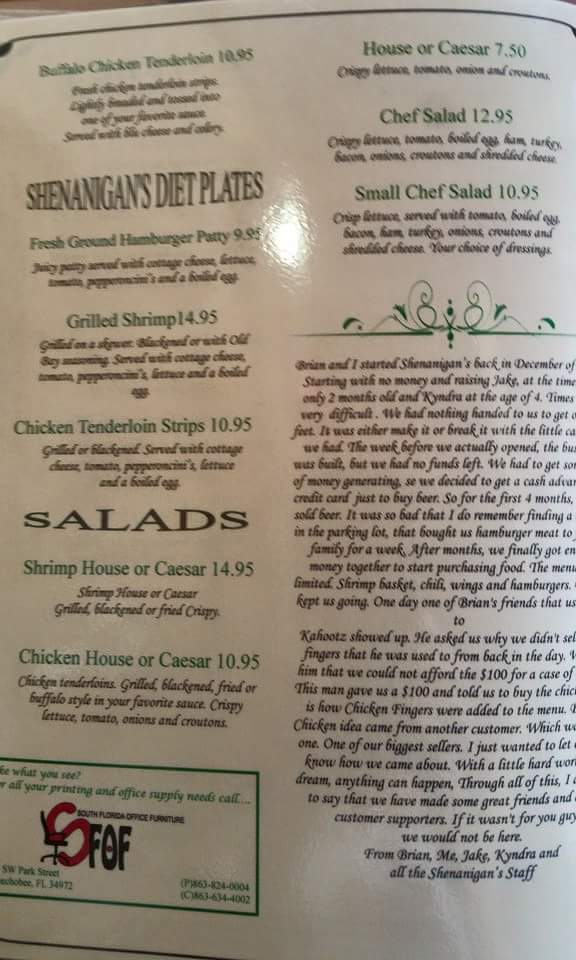 Buffalo Chicken Tenderloin 10.95
Fresh chicken tenderloin strips.
Lightly breaded and tossed into
one of your favorite sauce.
Served with blu cheese and celery.
SHENANIGAN'S DIET PLATES
Fresh Ground Hamburger Patty 9.95
Juicy patty served with cottage cheese, lettuce,
tomato, pepperoncini's and a boiled egg.
Grilled Shrimp14.95
Grilled on a skewer. Blackened or with Old
Bay seasoning. Served with cottage cheese,
tomato, pepperoncini's, lettuce and a boiled
egg.
Chicken Tenderloin Strips 10.95
Grilled or blackened. Served with cottage
cheese, tomato, pepperoncini's, lettuce
and a boiled egg.
SALADS
Shrimp House or Caesar 14.95
Shrimp House or Caesar
Grilled, blackened or fried Crispy.
Chicken House or Caesar 10.95
Chicken tenderloins. Grilled, blackened, fried or
buffalo style in your favorite sauce. Crispy
lettuce, tomato, onions and croutons.
what you see?
all your printing and office supply needs call....
SOUTH FLORIDA OFFICE FURNITURE
SFOF
SW Park Street
FL 34972
(P)863-824-0004
(C)863-634-4002
House or Caesar 7.50
Crispy lettuce, tomato, onion and croutons.
Chef Salad 12.95
Crispy lettuce, tomato, boiled egg, ham, turkey,
bacon, onions, croutons and shredded cheese.
Small Chef Salad 10.95
Crisp lettuce, served with tomato, boiled egg,
bacon, ham, turkey, onions, croutons and
shredded cheese. Your choice of dressings.
Brian and I started Shenanigan's back in December of
Starting with no money and raising Jake, at the time
only 2 months old and Kyndra at the age of 4. Times
very difficult . We had nothing handed to us to get
feet. It was either make it or break it with the little
we had. The week before we actually opened, the
was built, but we had no funds left. We had to get
of money generating, se we decided to get a cash
credit card just to buy beer. So for the first 4 months,
sold beer. It was so bad that I do remember finding a
in the parking lot, that bought us hamburger meat to
family for a week. After months, we finally got
money together to start purchasing food. The
limited. Shrimp basket, chili, wings and hamburgers.
kept us going. One day one of Brian's friends that
to
Kahootz showed up. He asked us why we didn't
fingers that he was used to from back in the day.
him that we could not afford the $100 for a case of
This man gave us a $100 and told us to buy the
is how Chicken Fingers were added to the menu.
Chicken idea came from another customer. Which
one. One of our biggest sellers. I just wanted to let
know how we came about. With a little hard
dream, anything can happen, Through all of this, I
to say that we have made some great friends and
customer supporters. If it wasn't for you
we would not be here.
From Brian, Me, Jake, Kyndra and
all the Shenanigan's Staff